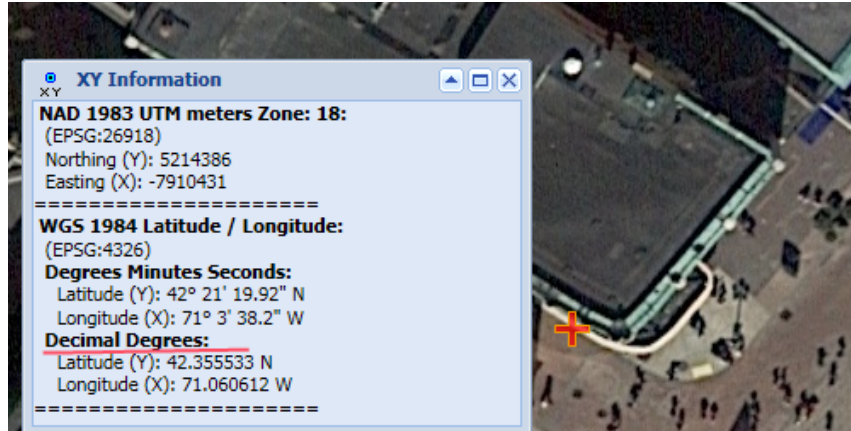 XY Information
XY
NAD 1983 UTM meters Zone: 18:
(EPSG:26918)
Northing (Y): 5214386
Easting (X): -7910431
======================
WGS 1984 Latitude / Longitude:
(EPSG:4326)
Degrees Minutes Seconds:
Latitude (Y): 42° 21' 19.92" N
Longitude (X): 71° 3' 38.2" W
Decimal Degrees:
Latitude (Y): 42.355533 N
Longitude (X): 71.060612 W
======================